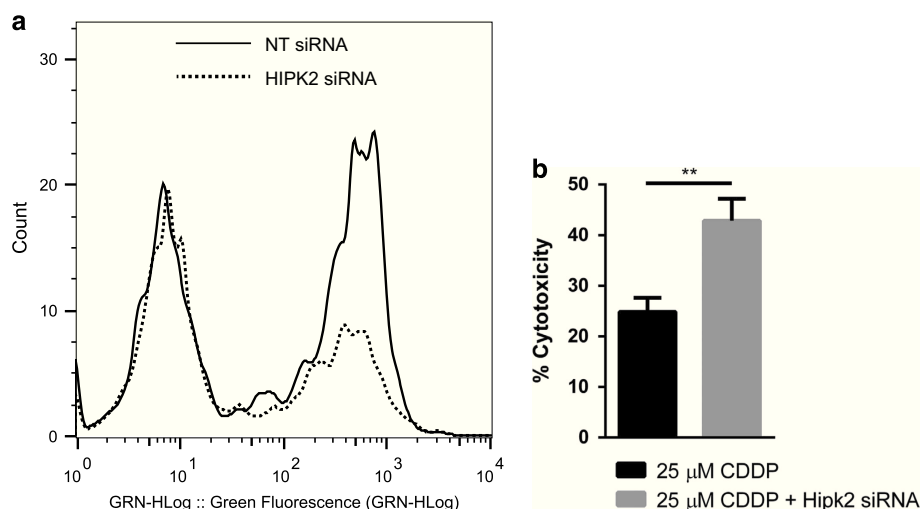 a
NT siRNA
HIPK2 siRNA
30
20
10
0
Count
10^0 10^1 10^2 10^3 10^4
GRN-HLog :: Green Fluorescence (GRN-HLog)
b
**
50
40
30
20
10
0
% Cytotoxicity
25 μM CDDP
25 μM CDDP + Hipk2 siRNA